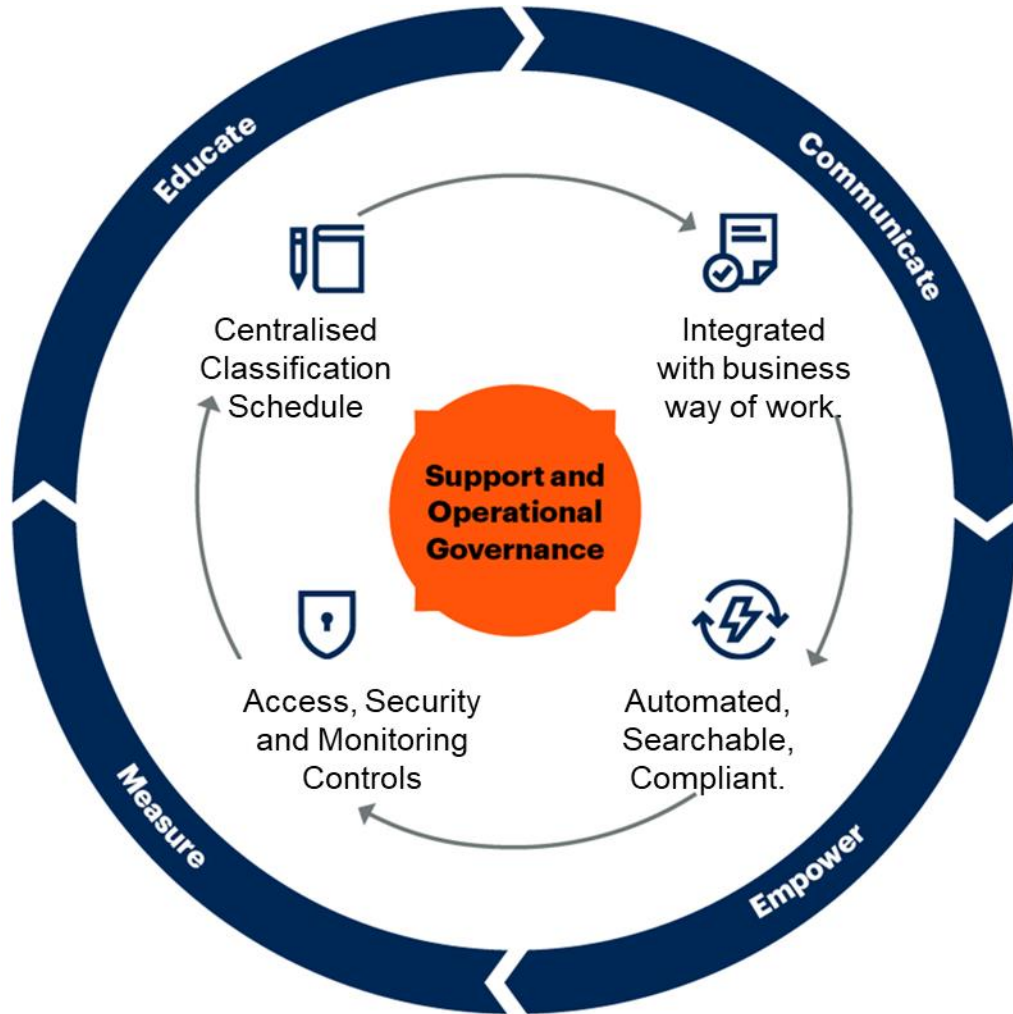 Educate
Communicate
Centralised
Classification
Schedule
Integrated
with business
way of work.
Support and
Operational
Governance
Access, Security
and Monitoring
Controls
Automated,
Searchable,
Compliant.
Measure
Empower